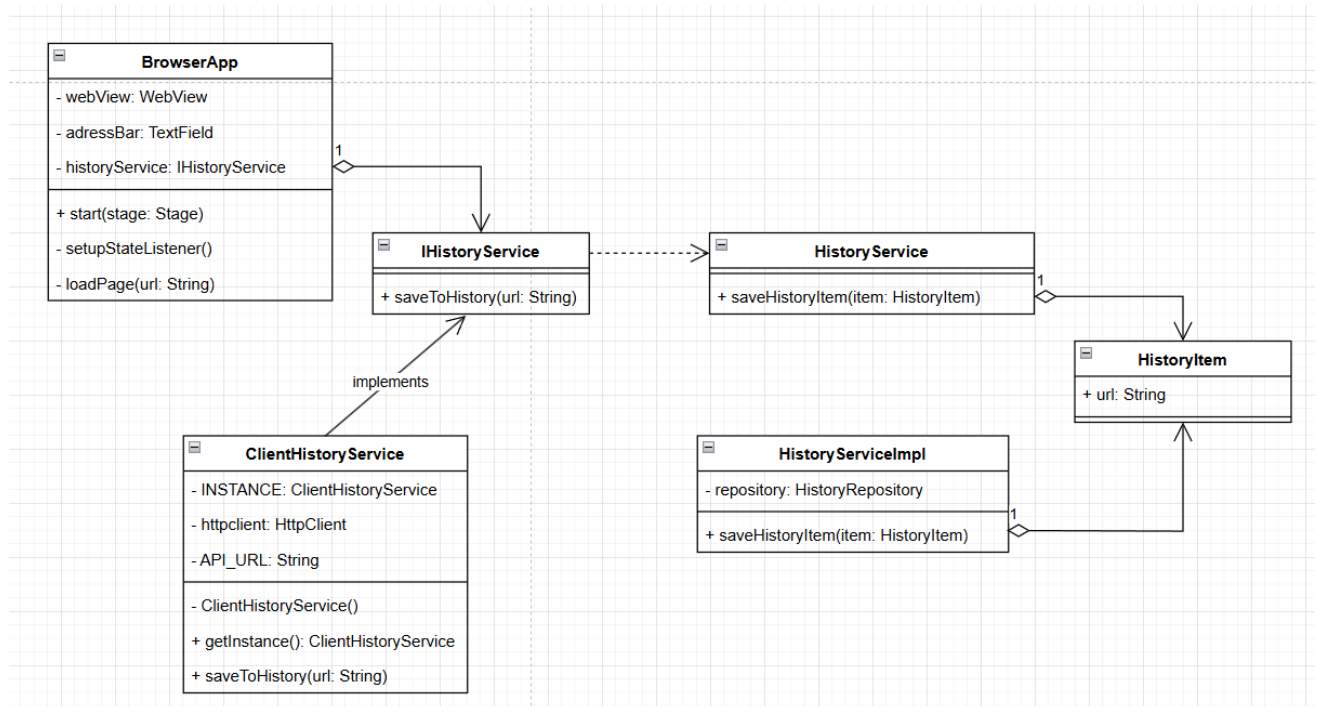 BrowserApp
- webView: WebView
- adressBar: TextField
- historyService: IHistoryService
+ start(stage: Stage)
- setupStateListener()
- loadPage(url: String)
1
IHistoryService
+ saveToHistory(url: String)
HistoryService
+ saveHistoryItem(item: HistoryItem)
1
HistoryItem
+ url: String
implements
ClientHistoryService
- INSTANCE: ClientHistoryService
- httpclient: HttpClient
- API_URL: String
- ClientHistoryService()
+ getInstance(): ClientHistoryService
+ saveToHistory(url: String)
HistoryServiceImpl
- repository: HistoryRepository
+ saveHistoryItem(item: HistoryItem)
1